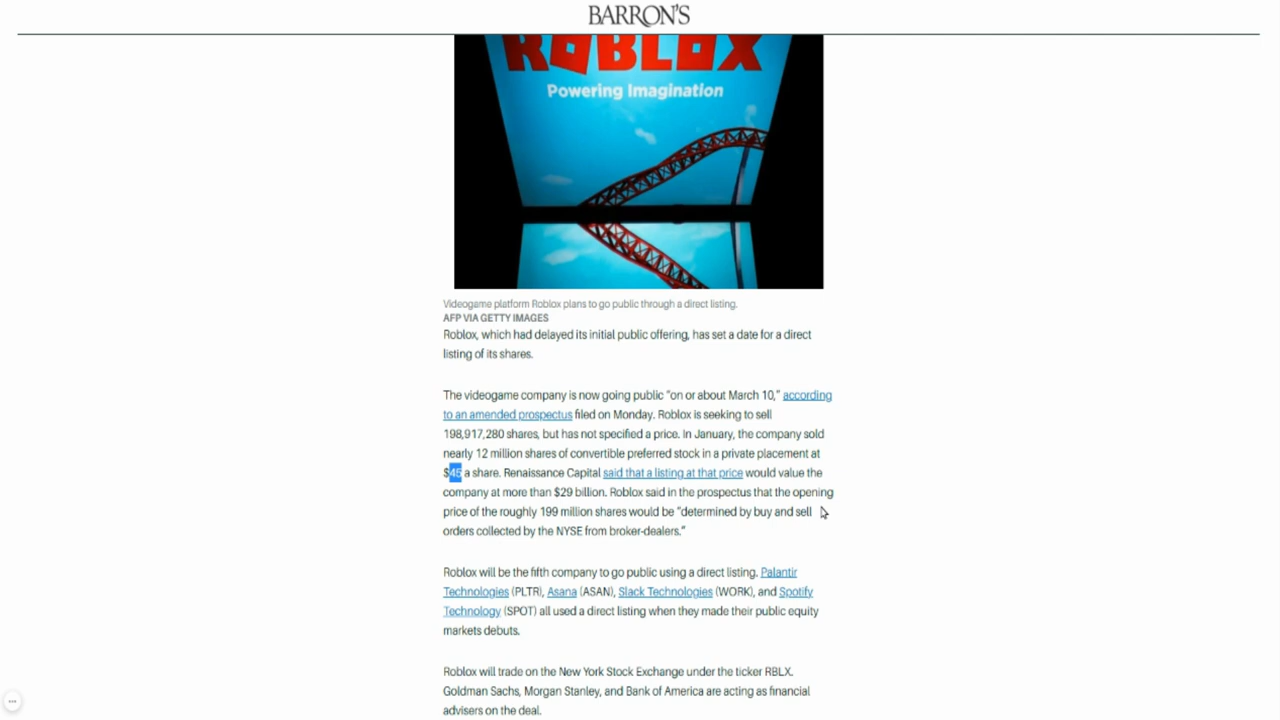 BARRON'S
ROBLOX
Powering Imagination
Videogame platform Roblox plans to go public through a direct listing.
AFP VIA GETTY IMAGES
Roblox, which had delayed its initial public offering, has set a date for a direct
listing of its shares.
The videogame company is now going public “on or about March 10,” according
to an amended prospectus filed on Monday. Roblox is seeking to sell
198,917,280 shares, but has not specified a price. In January, the company sold
nearly 12 million shares of convertible preferred stock in a private placement at
$45 a share. Renaissance Capital said that a listing at that price would value the
company at more than $29 billion. Roblox said in the prospectus that the opening
price of the roughly 199 million shares would be “determined by buy and sell
orders collected by the NYSE from broker-dealers.”
Roblox will be the fifth company to go public using a direct listing. Palantir
Technologies (PLTR), Asana (ASAN), Slack Technologies (WORK), and Spotify
Technology (SPOT) all used a direct listing when they made their public equity
markets debuts.
Roblox will trade on the New York Stock Exchange under the ticker RBLX.
Goldman Sachs, Morgan Stanley, and Bank of America are acting as financial
advisers on the deal.